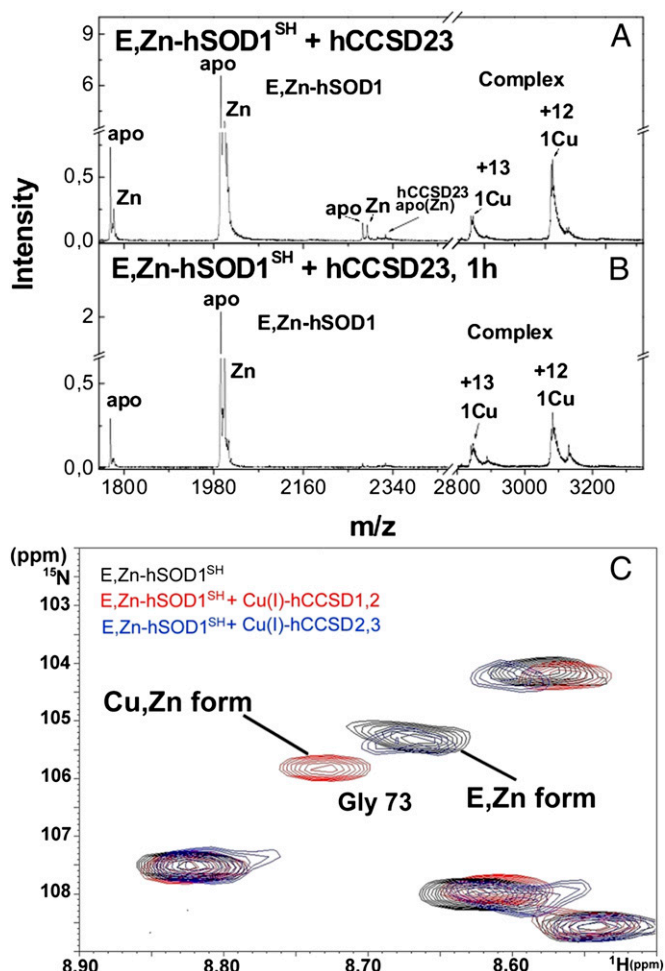 E,Zn-hSOD1SH + hCCSD23 A
9
6
0,5
0,0
apo
Zn
apo
Zn
E,Zn-hSOD1
apo
Zn
hCCSD23
apo(Zn)
Complex
+13
1Cu
+12
1Cu
Intensity
E,Zn-hSOD1SH + hCCSD23, 1h B
2
0,5
0,0
apo
apo
Zn
E,Zn-hSOD1
Complex
+13
1Cu
+12
1Cu
1800 1980 2160 2340 2800 3000 3200
m/z
(ppm)
15N
C
E,Zn-hSOD1SH
E,Zn-hSOD1SH + Cu(I)-hCCSD1,2
E,Zn-hSOD1SH+ Cu(I)-hCCSD2,3
103
104
105
106
107
108
Cu,Zn form
Gly 73
E,Zn form
8.90 8.80 8.70 8.60 1H(ppm)